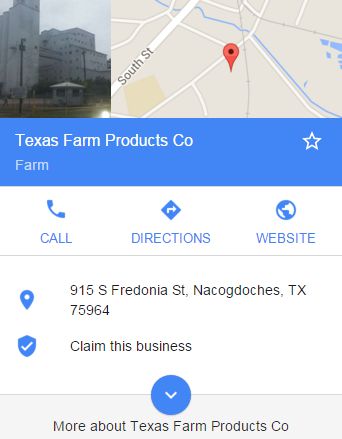 South St
Texas Farm Products Co
Farm
CALL DIRECTIONS WEBSITE
915 S Fredonia St, Nacogdoches, TX
75964
Claim this business
More about Texas Farm Products Co